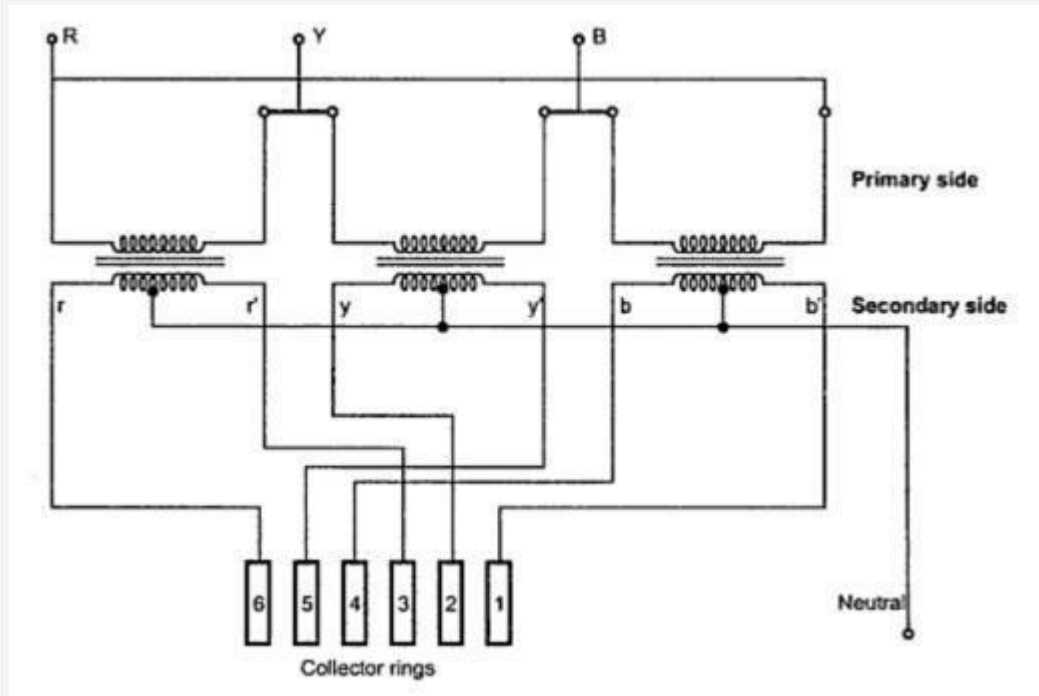 R Y B
Primary side
r r' y y' b b' Secondary side
6 5 4 3 2 1 Neutral
Collector rings